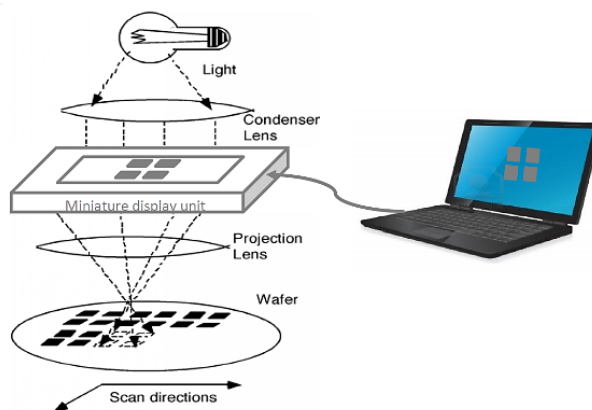 Light
Condenser
Lens
Miniature display unit
Projection
Lens
Wafer
Scan directions